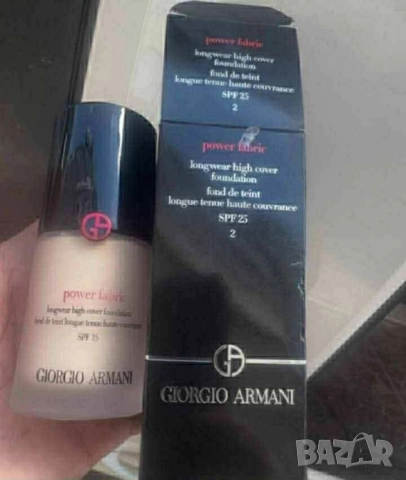 power fabric
longwear high cover
foundation
fond de teint
longue tenue haute couvrance
SPF 25
2
power fabric
longwear high cover
foundation
fond de teint
longue tenue haute couvrance
SPF 25
2
GA
GIORGIO ARMANI
GA
power fabric
longwear high cover foundation
fond de teint longue tenue haute couvrance
SPF 25
GIORGIO ARMANI
BAZAR
bg